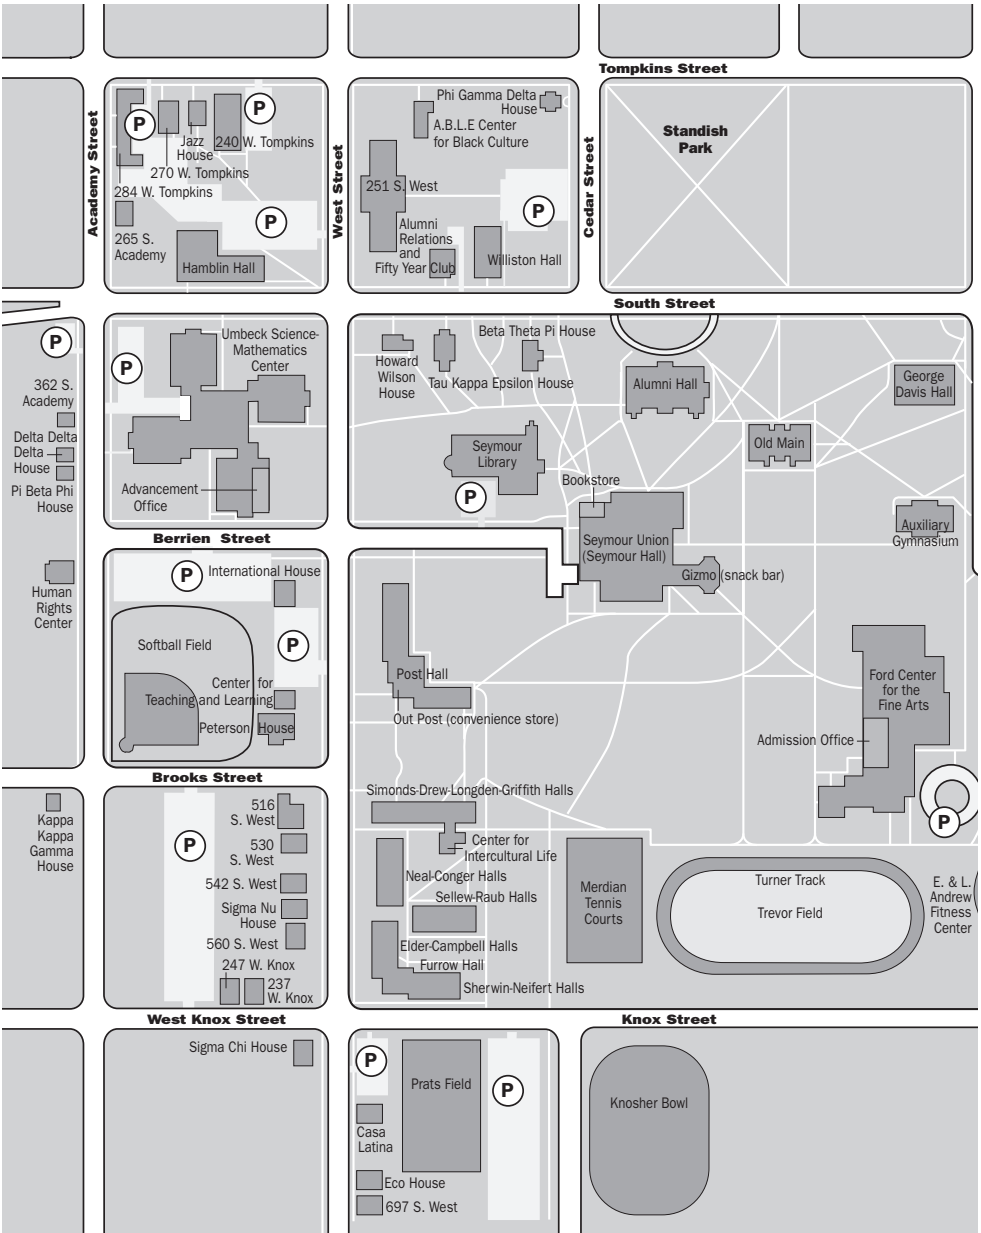 Tompkins Street
Academy Street
P
P
Jazz
House
240 W. Tompkins
270 W. Tompkins
284 W. Tompkins
P
265 S.
Academy
Hamblin Hall
West Street
Phi Gamma Delta
House
A.B.L.E Center
for Black Culture
251 S. West
P
Alumni
Relations
and
Fifty Year Club
Williston Hall
Cedar Street
Standish
Park
South Street
P
362 S.
Academy
Delta Delta
Delta
House
Pi Beta Phi
House
Human
Rights
Center
P
Umbeck Science-
Mathematics
Center
Advancement
Office
Berrien Street
Howard
Wilson
House
Beta Theta Pi House
Tau Kappa Epsilon House
Alumni Hall
George
Davis Hall
Old Main
Seymour
Library
P
Bookstore
Seymour Union
(Seymour Hall)
Gizmo (snack bar)
Auxiliary
Gymnasium
P
International House
Softball Field
P
Center for
Teaching and Learning
Peterson House
Brooks Street
Post Hall
Out Post (convenience store)
Ford Center
for the
Fine Arts
Admission Office
P
Kappa
Kappa
Gamma
House
P
516
S. West
530
S. West
542 S. West
Sigma Nu
House
560 S. West
247 W. Knox
237
W. Knox
Simonds-Drew-Longden-Griffith Halls
Center for
Intercultural Life
Neal-Conger Halls
Sellew-Raub Halls
Elder-Campbell Halls
Furrow Hall
Sherwin-Neifert Halls
Merdian
Tennis
Courts
Turner Track
Trevor Field
E. & L.
Andrew
Fitness
Center
West Knox Street
Knox Street
Sigma Chi House
P
Prats Field
P
Casa
Latina
Eco House
697 S. West
Knosher Bowl